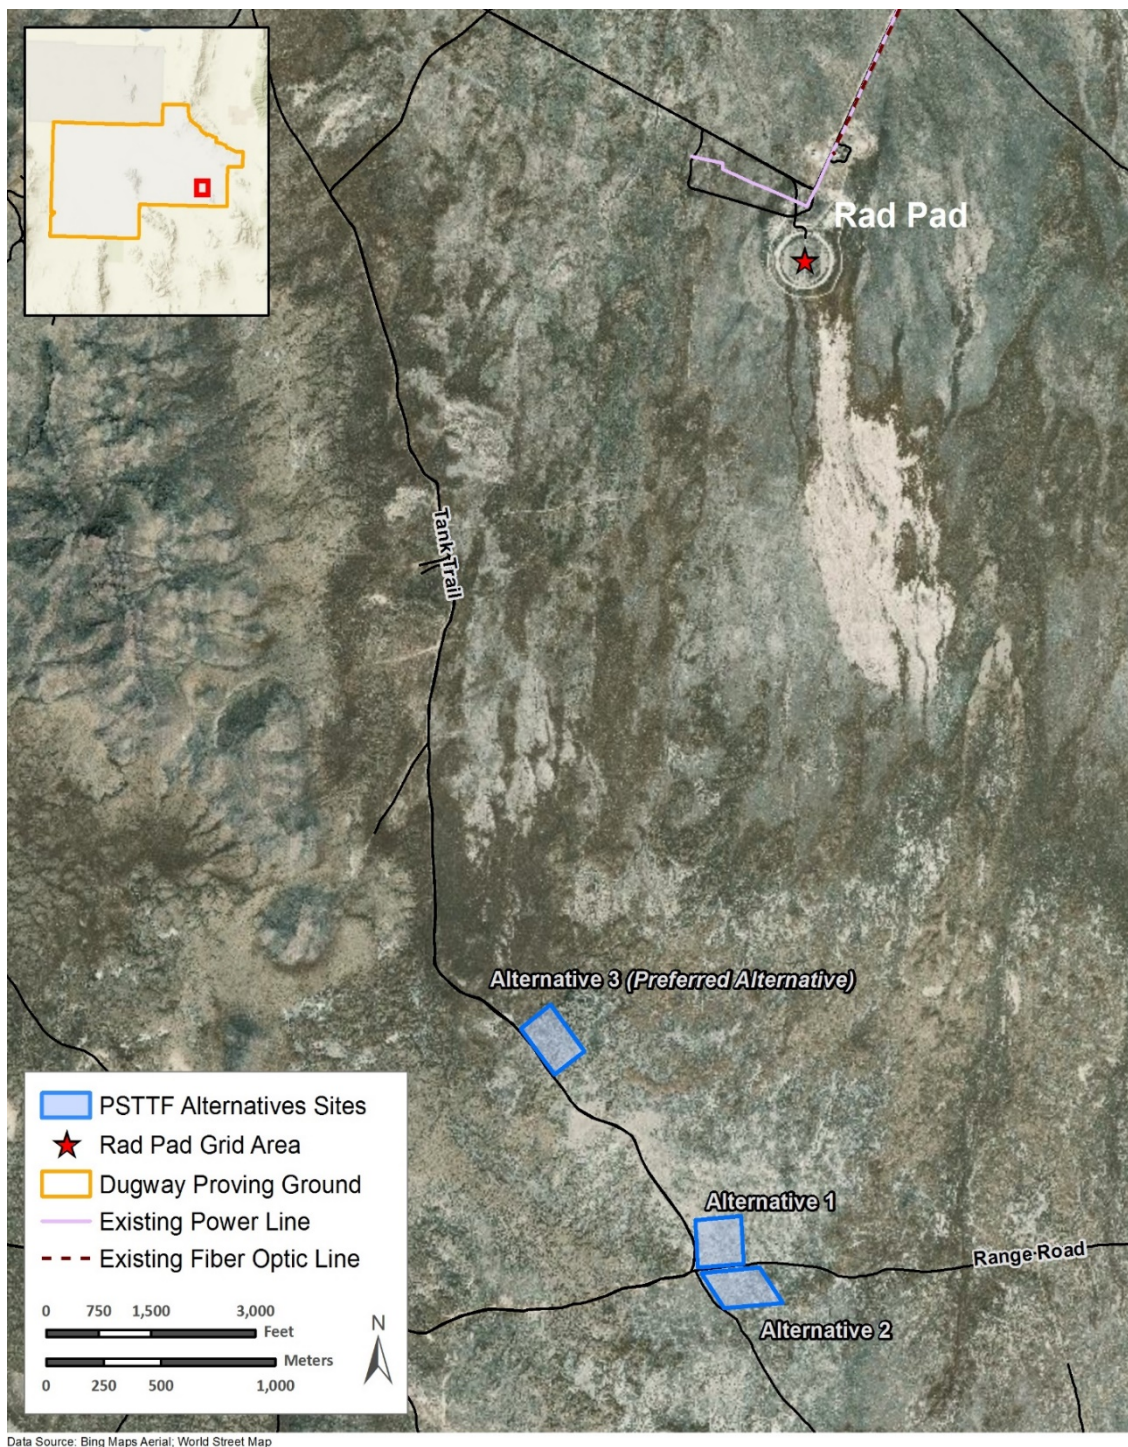 Rad Pad
Tank Trail
Alternative 3 (Preferred Alternative)
Alternative 1
Range Road
Alternative 2
PSTTF Alternatives Sites
Rad Pad Grid Area
Dugway Proving Ground
Existing Power Line
Existing Fiber Optic Line
0 750 1,500 3,000
Feet
N
Meters
0 250 500 1,000
Data Source: Bing Maps Aerial; World Street Map